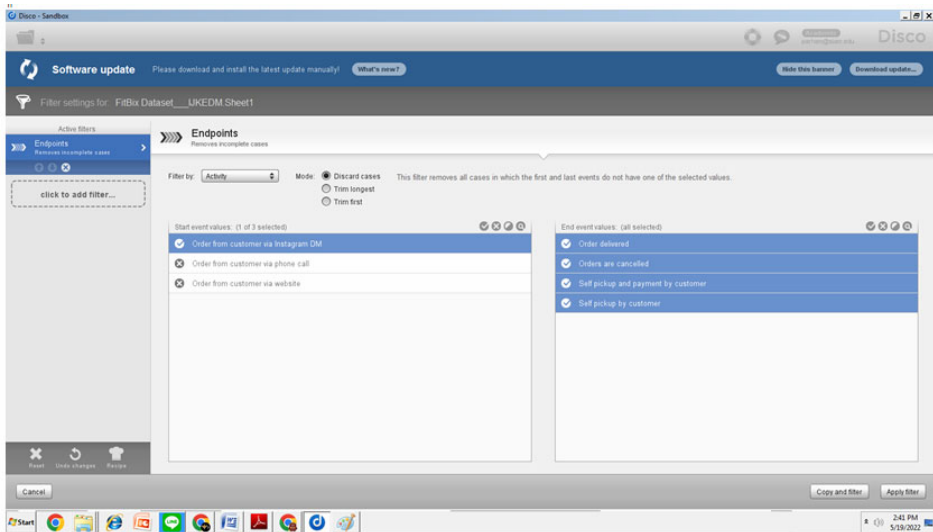 Disco - Sandbox
Disco
Software update
Please download and install the latest update manually!
What's new?
Hide this banner
Download update...
Filter settings for: FitBix Dataset___IJKEDM.Sheet1
Active filters
Endpoints
Removes incomplete cases
click to add filter...
Endpoints
Removes incomplete cases
Filter by: Activity
Mode: Discard cases
Trim longest
Trim first
This filter removes all cases in which the first and last events do not have one of the selected values.
Start event values: (1 of 3 selected)
Order from customer via Instagram DM
Order from customer via phone call
Order from customer via website
End event values: (all selected)
Order delivered
Orders are cancelled
Self pickup and payment by customer
Self pickup by customer
Reset
Undo changes
Recipe
Cancel
Copy and filter
Apply filter
Start
2:41 PM
5/19/2022